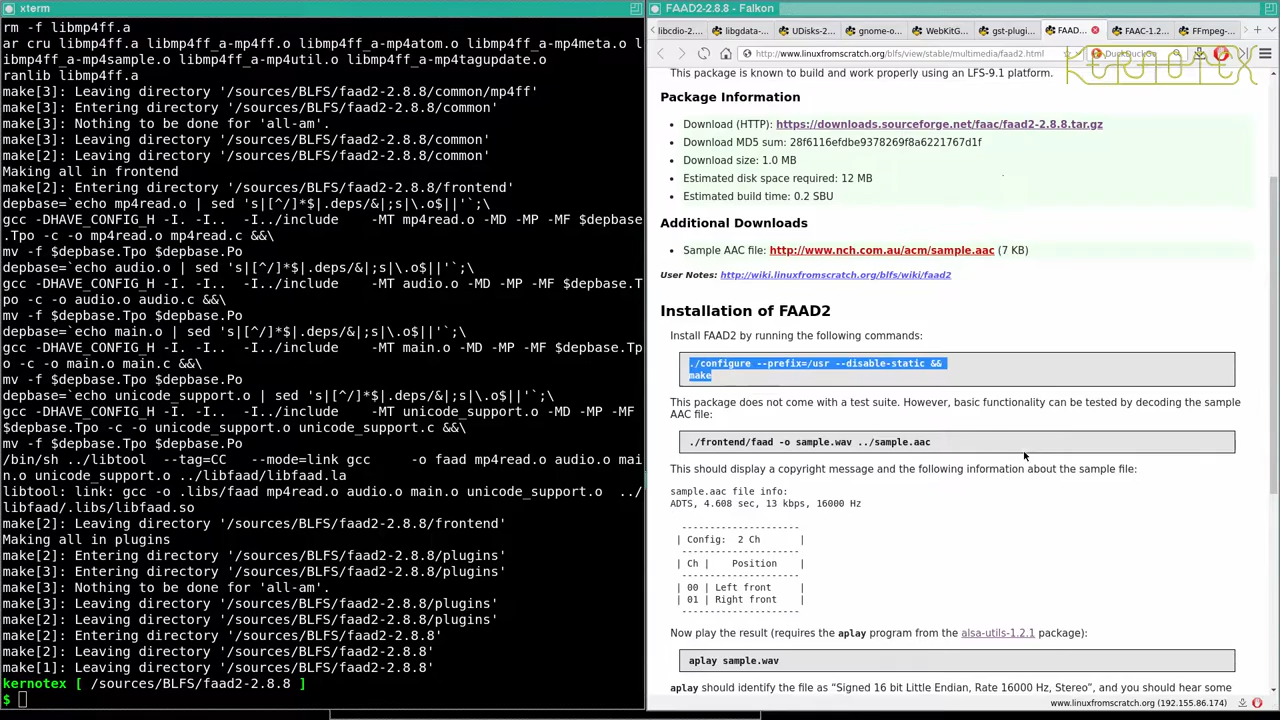 xterm
rm -f libmp4ff.a
ar cru libmp4ff.a libmp4ff_a-mp4ff.o libmp4ff_a-mp4atom.o libmp4ff_a-mp4meta.o l
ibmp4ff_a-mp4sample.o libmp4ff_a-mp4util.o libmp4ff_a-mp4tagupdate.o
ranlib libmp4ff.a
make[3]: Leaving directory '/sources/BLFS/faad2-2.8.8/common/mp4ff'
make[3]: Entering directory '/sources/BLFS/faad2-2.8.8/common'
make[3]: Nothing to be done for 'all-am'.
make[3]: Leaving directory '/sources/BLFS/faad2-2.8.8/common'
make[2]: Leaving directory '/sources/BLFS/faad2-2.8.8/common'
Making all in frontend
make[2]: Entering directory '/sources/BLFS/faad2-2.8.8/frontend'
depbase=`echo mp4read.o | sed 's|[^/]*$|.deps/&|;s|\.o$||'`;\
gcc -DHAVE_CONFIG_H -I. -I.. -I../include     -MT mp4read.o -MD -MP -MF $depbase
.Tpo -c -o mp4read.o mp4read.c &&\
mv -f $depbase.Tpo $depbase.Po
depbase=`echo audio.o | sed 's|[^/]*$|.deps/&|;s|\.o$||'`;\
gcc -DHAVE_CONFIG_H -I. -I.. -I../include     -MT audio.o -MD -MP -MF $depbase.T
po -c -o audio.o audio.c &&\
mv -f $depbase.Tpo $depbase.Po
depbase=`echo main.o | sed 's|[^/]*$|.deps/&|;s|\.o$||'`;\
gcc -DHAVE_CONFIG_H -I. -I.. -I../include     -MT main.o -MD -MP -MF $depbase.Tp
o -c -o main.o main.c &&\
mv -f $depbase.Tpo $depbase.Po
depbase=`echo unicode_support.o | sed 's|[^/]*$|.deps/&|;s|\.o$||'`;\
gcc -DHAVE_CONFIG_H -I. -I.. -I../include     -MT unicode_support.o -MD -MP -MF
$depbase.Tpo -c -o unicode_support.o unicode_support.c &&\
mv -f $depbase.Tpo $depbase.Po
/bin/sh ../libtool  --tag=CC   --mode=link gcc     -o faad mp4read.o audio.o mai
n.o unicode_support.o ../libfaad/libfaad.la
libtool: link: gcc -o .libs/faad mp4read.o audio.o main.o unicode_support.o  ../
libfaad/.libs/libfaad.so
make[2]: Leaving directory '/sources/BLFS/faad2-2.8.8/frontend'
Making all in plugins
make[2]: Entering directory '/sources/BLFS/faad2-2.8.8/plugins'
make[3]: Entering directory '/sources/BLFS/faad2-2.8.8/plugins'
make[3]: Nothing to be done for 'all-am'.
make[3]: Leaving directory '/sources/BLFS/faad2-2.8.8/plugins'
make[2]: Leaving directory '/sources/BLFS/faad2-2.8.8/plugins'
make[2]: Entering directory '/sources/BLFS/faad2-2.8.8'
make[2]: Leaving directory '/sources/BLFS/faad2-2.8.8'
make[1]: Leaving directory '/sources/BLFS/faad2-2.8.8'
kernotex [ /sources/BLFS/faad2-2.8.8 ]
$
FAAD2-2.8.8 - Falkon
libcdio-2.... libgdata-... UDisks-2... gnome-o... WebKitG... gst-plugin... FAAD... FAAC-1.2... FFmpeg-...
http://www.linuxfromscratch.org/blfs/view/stable/multimedia/faad2.html
DuckDuckGo
KERNOTEX
This package is known to build and work properly using an LFS-9.1 platform.
Package Information
Download (HTTP): https://downloads.sourceforge.net/faac/faad2-2.8.8.tar.gz
Download MD5 sum: 28f6116efdbe9378269f8a6221767d1f
Download size: 1.0 MB
Estimated disk space required: 12 MB
Estimated build time: 0.2 SBU
Additional Downloads
Sample AAC file: http://www.nch.com.au/acm/sample.aac (7 KB)
User Notes: http://wiki.linuxfromscratch.org/blfs/wiki/faad2
Installation of FAAD2
Install FAAD2 by running the following commands:
./configure --prefix=/usr --disable-static &&
make
This package does not come with a test suite. However, basic functionality can be tested by decoding the sample
AAC file:
./frontend/faad -o sample.wav ../sample.aac
This should display a copyright message and the following information about the sample file:
sample.aac file info:
ADTS, 4.608 sec, 13 kbps, 16000 Hz
---------------------
| Config:  2 Ch       |
---------------------
| Ch |    Position    |
---------------------
| 00 | Left front     |
| 01 | Right front    |
---------------------
Now play the result (requires the aplay program from the alsa-utils-1.2.1 package):
aplay sample.wav
aplay should identify the file as “Signed 16 bit Little Endian, Rate 16000 Hz, Stereo”, and you should hear some
www.linuxfromscratch.org (192.155.86.174)